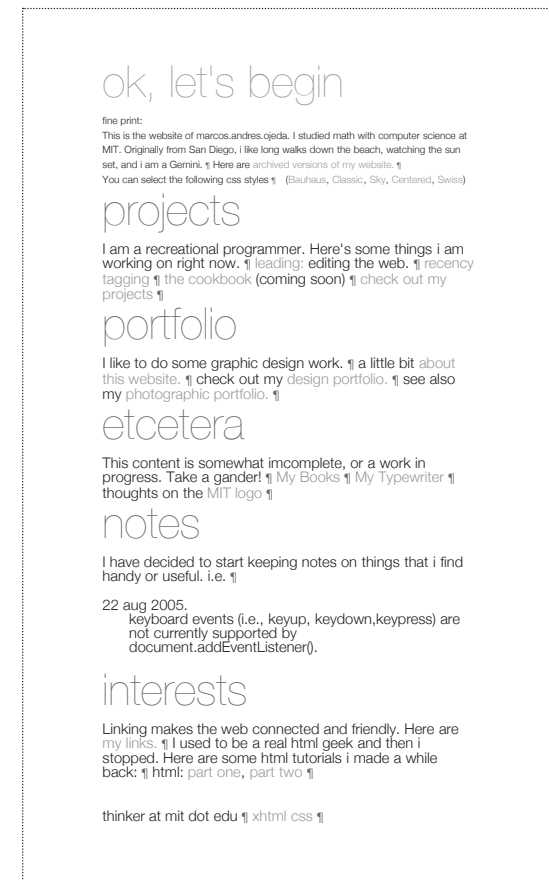 ok, let's begin
fine print:
This is the website of marcos.andres.ojeda. I studied math with computer science at
MIT. Originally from San Diego, i like long walks down the beach, watching the sun
set, and i am a Gemini. ¶ Here are archived versions of my website. ¶
You can select the following css styles ¶ (Bauhaus, Classic, Sky, Centered, Swiss)
projects
I am a recreational programmer. Here's some things i am
working on right now. ¶ leading: editing the web. ¶ recency
tagging ¶ the cookbook (coming soon) ¶ check out my
projects ¶
portfolio
I like to do some graphic design work. ¶ a little bit about
this website. ¶ check out my design portfolio. ¶ see also
my photographic portfolio. ¶
etcetera
This content is somewhat imcomplete, or a work in
progress. Take a gander! ¶ My Books ¶ My Typewriter ¶
thoughts on the MIT logo ¶
notes
I have decided to start keeping notes on things that i find
handy or useful. i.e. ¶
22 aug 2005.
keyboard events (i.e., keyup, keydown,keypress) are
not currently supported by
document.addEventListener().
interests
Linking makes the web connected and friendly. Here are
my links. ¶ I used to be a real html geek and then i
stopped. Here are some html tutorials i made a while
back: ¶ html: part one, part two ¶
thinker at mit dot edu ¶ xhtml css ¶